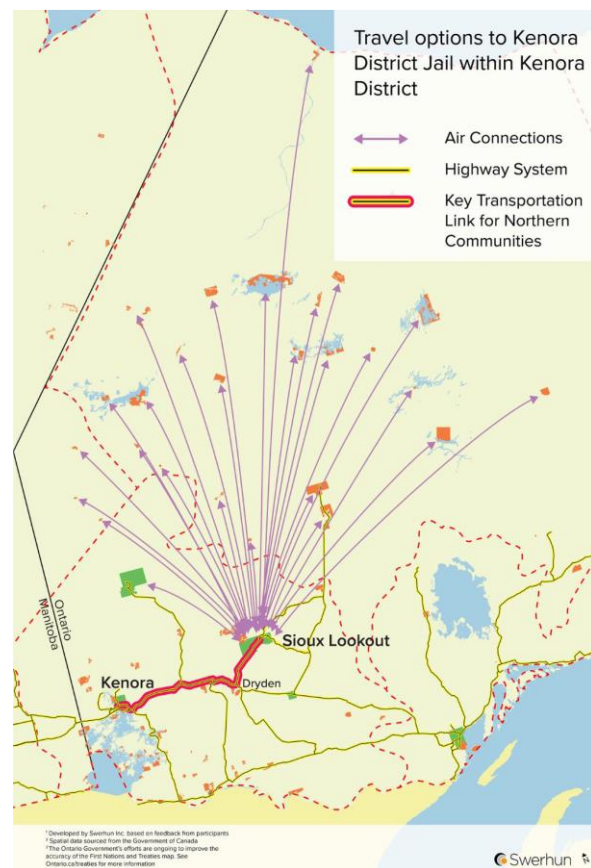 Travel options to Kenora
District Jail within Kenora
District
Air Connections
Highway System
Key Transportation
Link for Northern
Communities
Ontario
Manitoba
Sioux Lookout
Kenora
Dryden
¹ Developed by Swerhun Inc. based on feedback from participants
² Spatial data sourced from the Government of Canada
³ The Ontario Government's efforts are ongoing to improve the
accuracy of the First Nations and Treaties map. See
Ontario.ca/treaties for more information
Swerhun
N